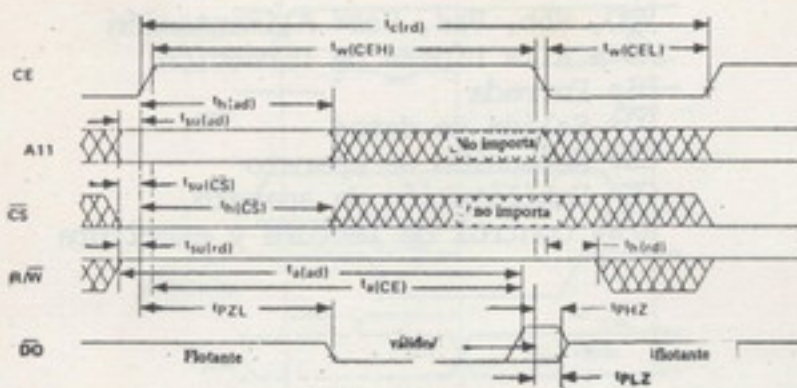 tc(rd)
tw(CEH)
tw(CEL)
CE
th(ad)
tsu(ad)
A11
No importa
tsu(CS)
CS
th(CS)
no importa
tsu(rd)
th(rd)
R/W
ta(ad)
ta(CE)
tPZL
tPHZ
DO
Flotante
válido
flotante
tPLZ